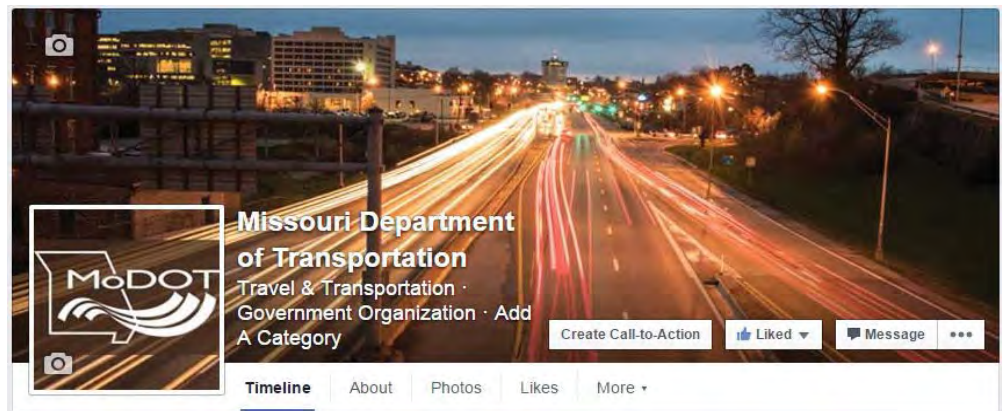 Missouri Department
of Transportation
MODOT
Travel & Transportation ·
Government Organization · Add
A Category
Create Call-to-Action
Liked
Message
Timeline
About
Photos
Likes
More